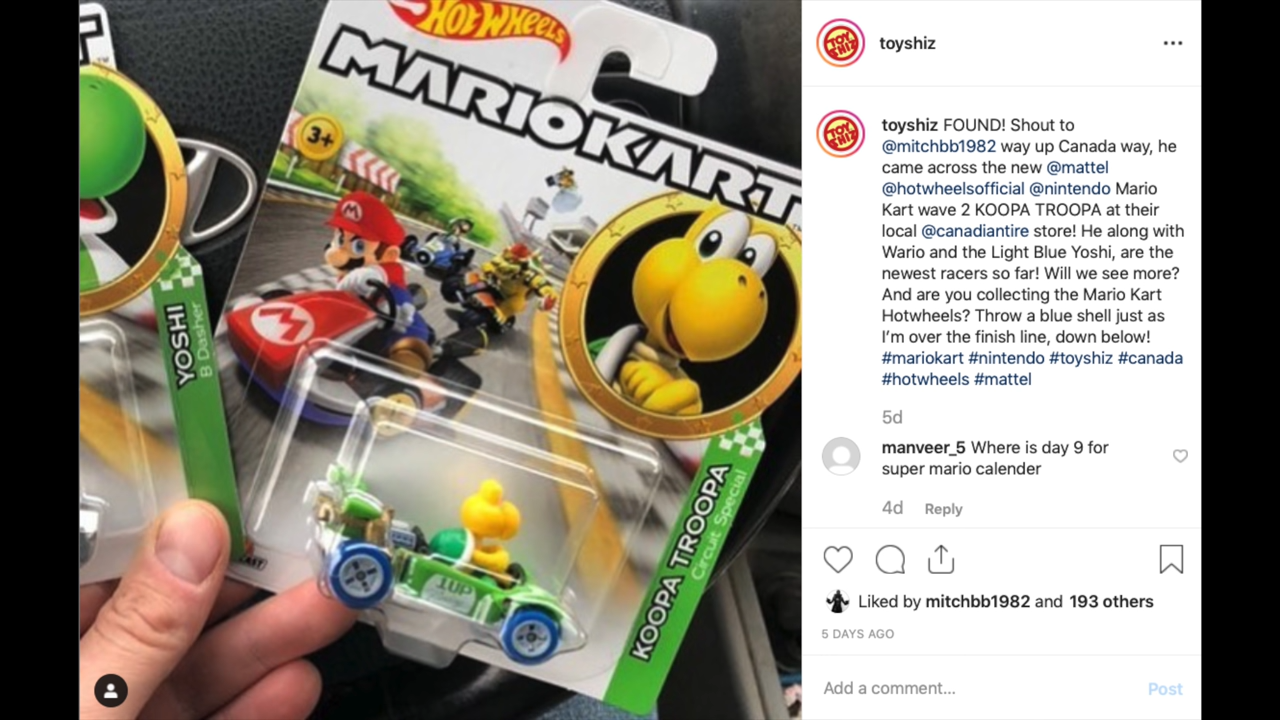 HOT WHEELS
MARIOKART
TM
3+
M
M
YOSHI
B Dasher
1UP
KOOPA TROOPA
Circuit Special
TOY
SHIZ
toyshiz
TOY
SHIZ
toyshiz FOUND! Shout to
@mitchbb1982 way up Canada way, he
came across the new @mattel
@hotwheelsofficial @nintendo Mario
Kart wave 2 KOOPA TROOPA at their
local @canadiantire store! He along with
Wario and the Light Blue Yoshi, are the
newest racers so far! Will we see more?
And are you collecting the Mario Kart
Hotwheels? Throw a blue shell just as
I'm over the finish line, down below!
#mariokart #nintendo #toyshiz #canada
#hotwheels #mattel
5d
manveer_5 Where is day 9 for
super mario calender
4d Reply
Liked by mitchbb1982 and 193 others
5 DAYS AGO
Add a comment... Post